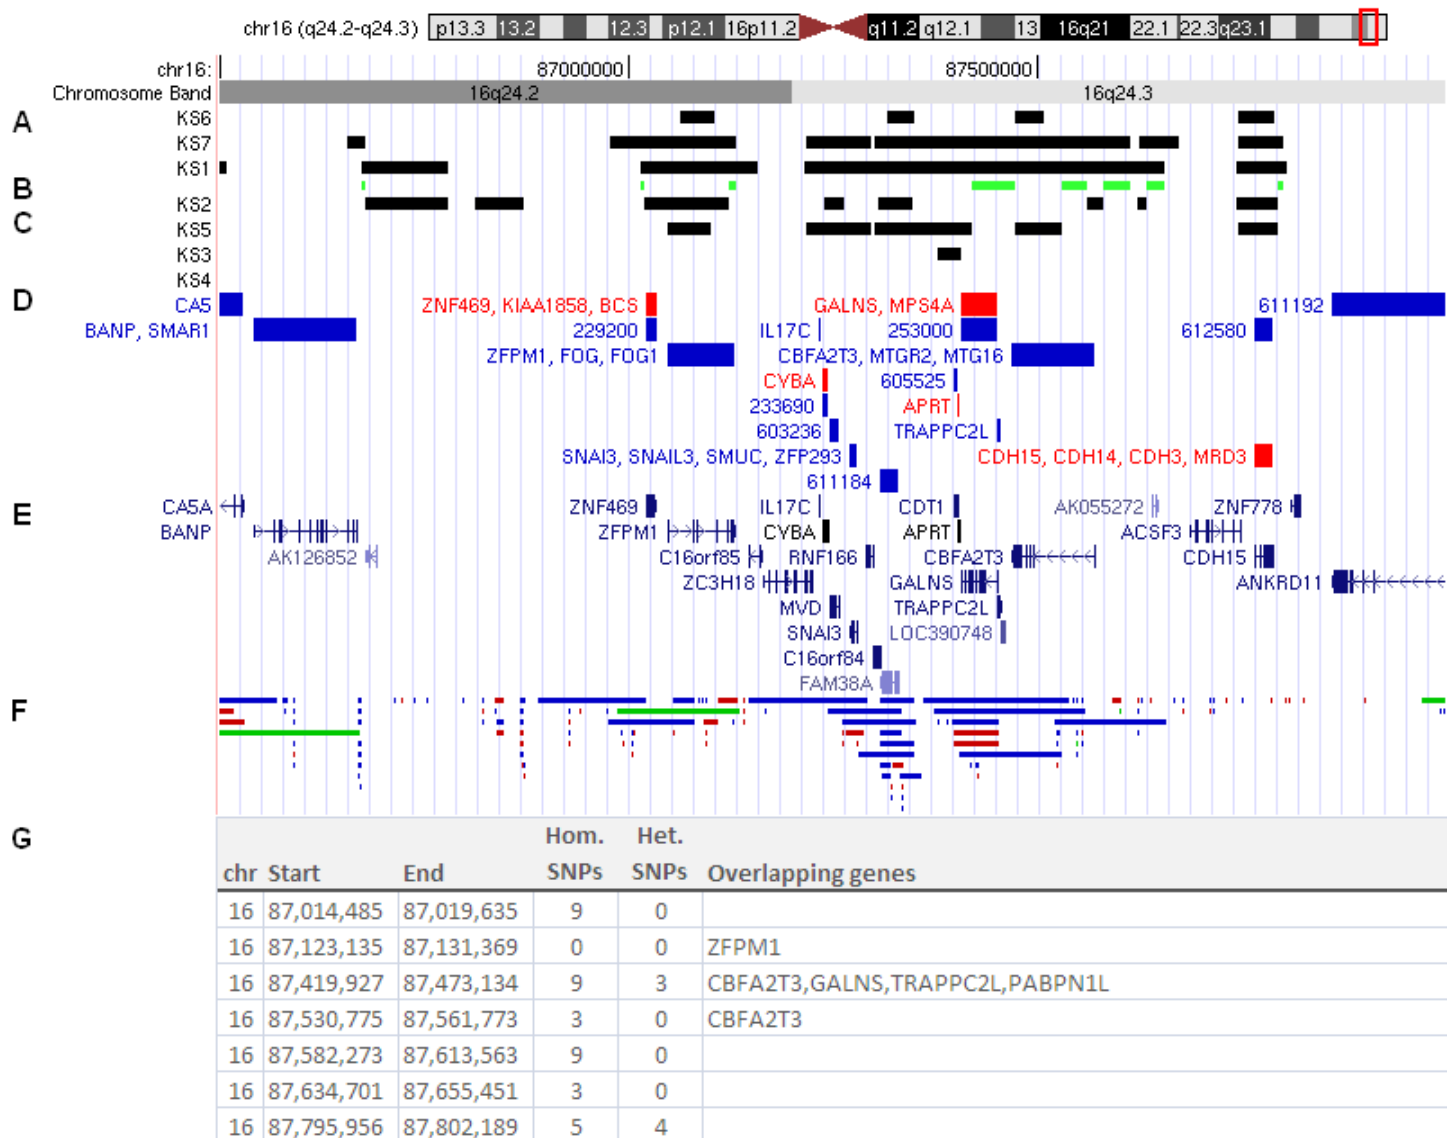 chr16 (q24.2-q24.3) p13.3 13.2 12.3 p12.1 16p11.2 q11.2 q12.1 13 16q21 22.1 22.3 q23.1
chr16: 87000000 87500000
Chromosome Band 16q24.2 16q24.3
A KS6
KS7
KS1
B
KS2
C KS5
KS3
KS4
D CA5 ZNF469, KIAA1858, BCS GALNS, MPS4A 611192
BANP, SMAR1 229200 IL17C 253000 612580
ZFPM1, FOG, FOG1 CBFA2T3, MTGR2, MTG16
CYBA 605525
233690 APRT
603236 TRAPPC2L
SNAI3, SNAIL3, SMUC, ZFP293 CDH15, CDH14, CDH3, MRD3
611184
E CA5A ZNF469 IL17C CDT1 AK055272 ZNF778
BANP ZFPM1 CYBA APRT ACSF3
AK126852 C16orf85 RNF166 CBFA2T3 CDH15
ZC3H18 GALNS ANKRD11
MVD TRAPPC2L
SNAI3 LOC390748
C16orf84
FAM38A
F
G
Hom. Het.
chr Start End SNPs SNPs Overlapping genes
16 87,014,485 87,019,635 9 0
16 87,123,135 87,131,369 0 0 ZFPM1
16 87,419,927 87,473,134 9 3 CBFA2T3,GALNS,TRAPPC2L,PABPN1L
16 87,530,775 87,561,773 3 0 CBFA2T3
16 87,582,273 87,613,563 9 0
16 87,634,701 87,655,451 3 0
16 87,795,956 87,802,189 5 4